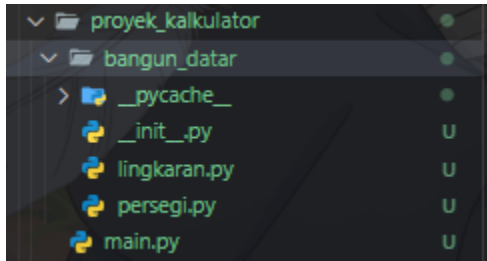 proyek_kalkulator
bangun_datar
__pycache__
__init__.py U
lingkaran.py U
persegi.py U
main.py U